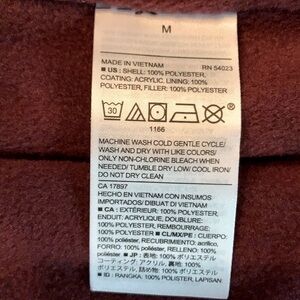 M
MADE IN VIETNAM RN 54023
■ US : SHELL: 100% POLYESTER,
COATING: ACRYLIC, LINING: 100%
POLYESTER, FILLER: 100% POLYESTER
30
1166
MACHINE WASH COLD GENTLE CYCLE/
WASH AND DRY WITH LIKE COLORS/
ONLY NON-CHLORINE BLEACH WHEN
NEEDED/ TUMBLE DRY LOW/ COOL IRON/
DO NOT DRY CLEAN
CA 17897
HECHO EN VIETNAM CON INSUMOS
IMPORTADOS/ DIBUAT DI VIETNAM
■ CA : EXTÉRIEUR: 100% POLYESTER,
ENDUIT: ACRYLIQUE, DOUBLURE:
100% POLYESTER, REMBOURRAGE:
100% POLYESTER ■ CL/MX/PE : CUERPO:
100% poliéster, RECUBRIMIENTO: acrílico,
FORRO: 100% poliéster, RELLENO: 100%
poliéster ■ JP : 表地: 100% ポリエステル
コーティング: アクリル, 裏地: 100%
ポリエステル, 詰め物: 100% ポリエステル
■ ID : RANGKA: 100% POLISTER, LAPISAN